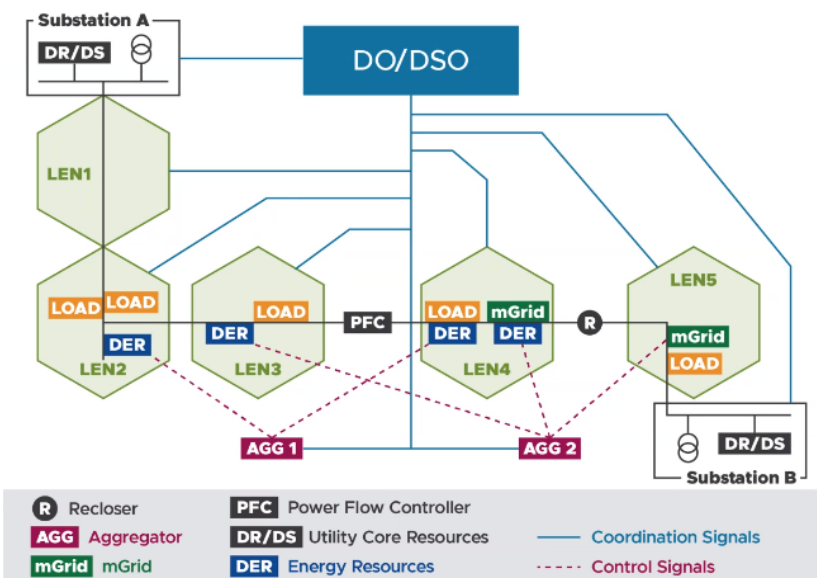 Substation A
DR/DS
DO/DSO
LEN1
LOAD LOAD
DER
LEN2
LOAD
DER
LEN3
PFC
LOAD mGrid
DER DER
LEN4
R
LEN5
mGrid
LOAD
AGG 1
AGG 2
DR/DS
Substation B
R Recloser
PFC Power Flow Controller
AGG Aggregator
DR/DS Utility Core Resources
Coordination Signals
mGrid mGrid
DER Energy Resources
Control Signals